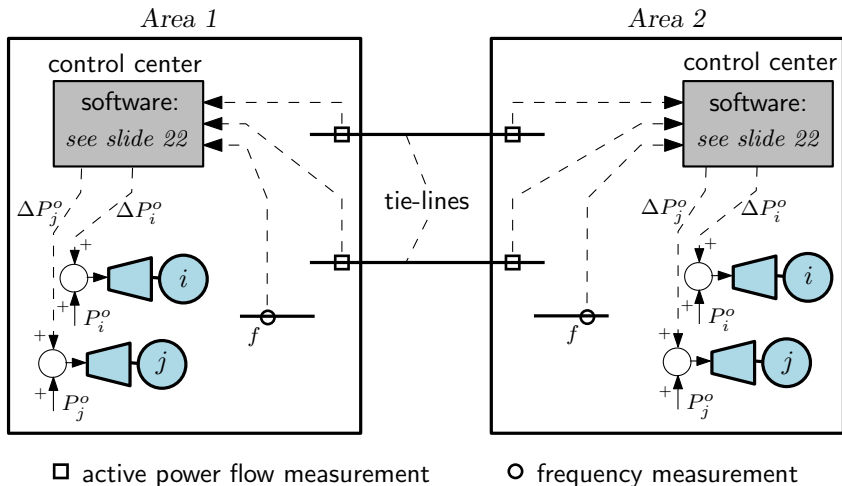 Area 1
Area 2
control center
control center
software:
see slide 22
software:
see slide 22
tie-lines
ΔP_j^o
ΔP_i^o
ΔP_j^o
ΔP_i^o
+
+
i
+
+
i
P_i^o
P_i^o
f
f
+
+
j
+
+
j
P_j^o
P_j^o
active power flow measurement
frequency measurement